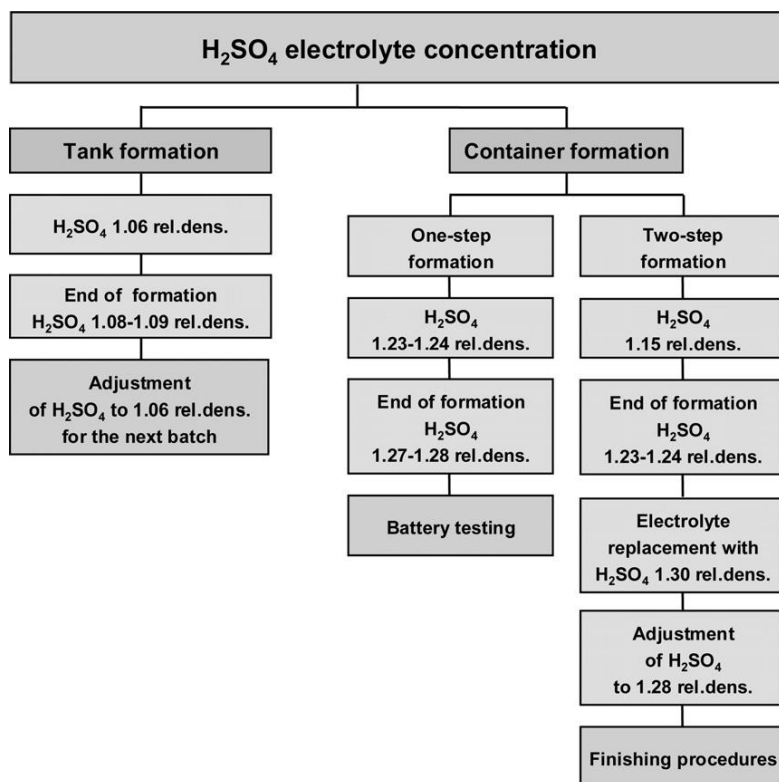 H₂SO₄ electrolyte concentration
Tank formation
H₂SO₄ 1.06 rel.dens.
End of formation
H₂SO₄ 1.08-1.09 rel.dens.
Adjustment
of H₂SO₄ to 1.06 rel.dens.
for the next batch
Container formation
One-step
formation
H₂SO₄
1.23-1.24 rel.dens.
End of formation
H₂SO₄
1.27-1.28 rel.dens.
Battery testing
Two-step
formation
H₂SO₄
1.15 rel.dens.
End of formation
H₂SO₄
1.23-1.24 rel.dens.
Electrolyte
replacement with
H₂SO₄ 1.30 rel.dens.
Adjustment
of H₂SO₄
to 1.28 rel.dens.
Finishing procedures